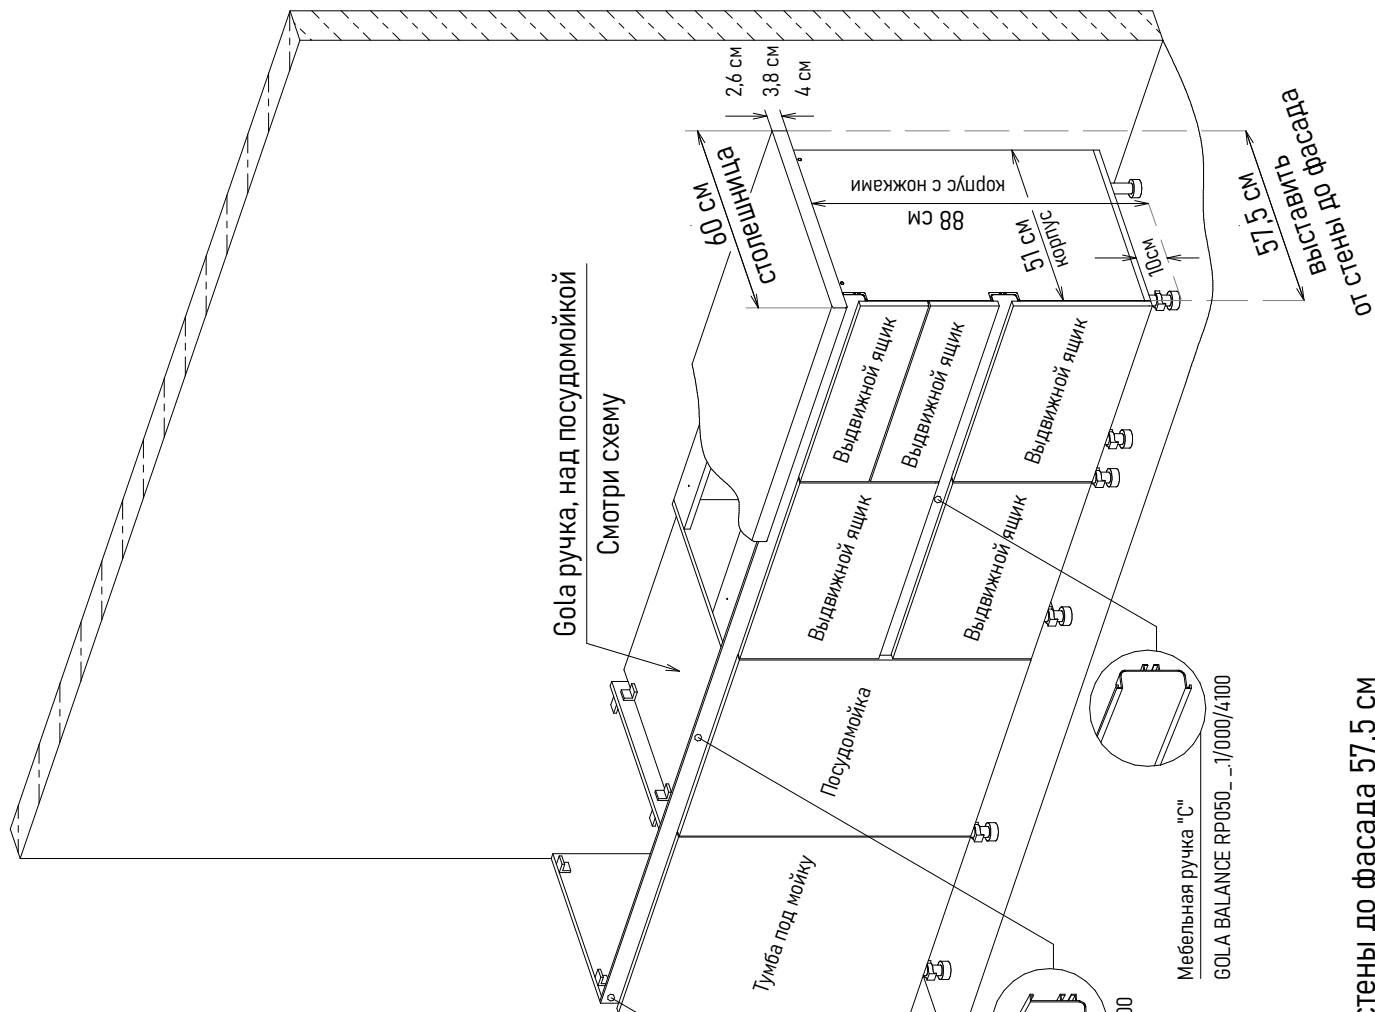 2,6 см
3,8 см
4 см
60 см
столешница
корпус с ножками
88 см
51 см
корпус
10см
57,5 см
выставить
от стены до фасада
Gola ручка, над посудомойкой
Смотри схему
Выдвижной ящик
Выдвижной ящик
Выдвижной ящик
Выдвижной ящик
Выдвижной ящик
Посудомойка
Тумба под мойку
Мебельная ручка "С"
GOLA BALANCE RP050_ _.1/000/4100
00
стены до фасада 57,5 см